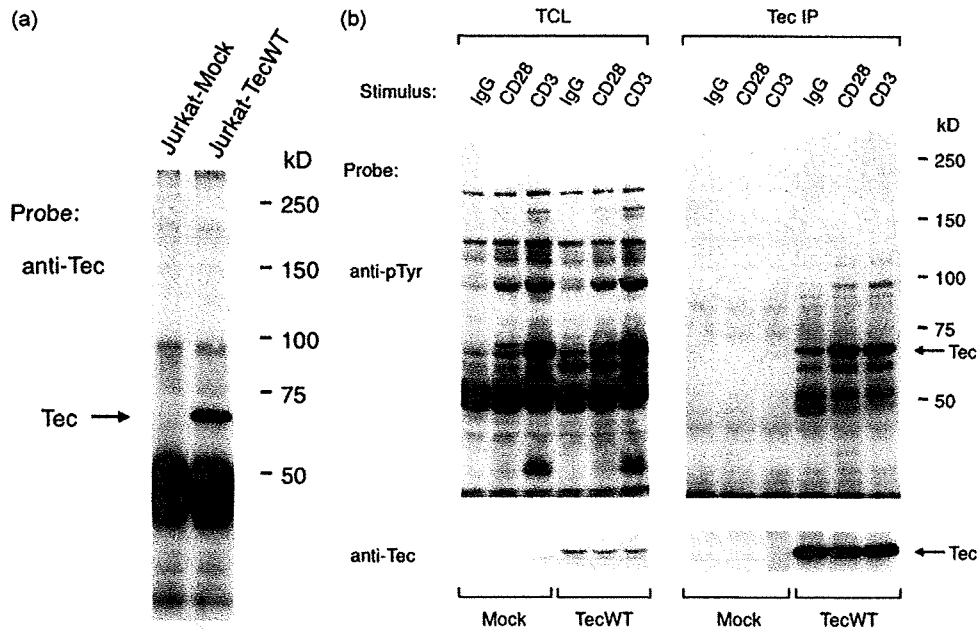 (a)
Jurkat-Mock
Jurkat-TecWT
kD
Probe:
anti-Tec
Tec
- 250
- 150
- 100
- 75
- 50
(b)
TCL
Tec IP
Stimulus:
IgG
CD28
CD3
IgG
CD28
CD3
IgG
CD28
CD3
IgG
CD28
CD3
kD
Probe:
anti-pTyr
- 250
- 150
- 100
- 75
Tec
- 50
anti-Tec
Tec
Mock
TecWT
Mock
TecWT